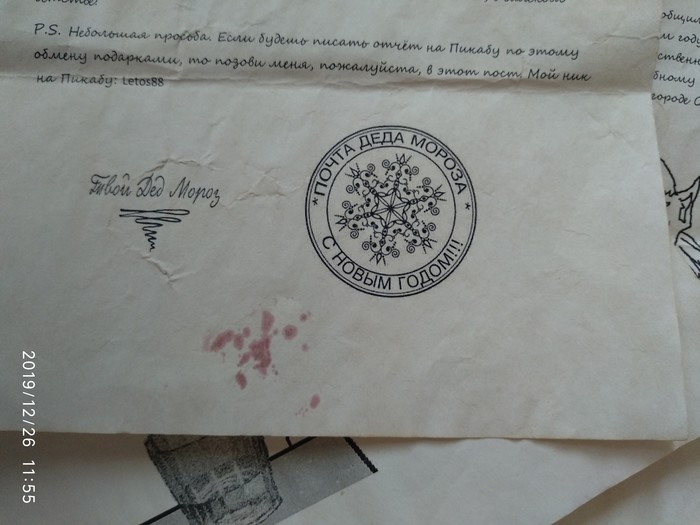 P.S. Небольшая просьба. Если будешь писать отчёт на Пикабу по этому
обмену подарками, то позови меня, пожалуйста, в этот пост. Мой ник
на Пикабу: Letos88
Твой Дед Мороз
* ПОЧТА ДЕДА МОРОЗА *
С НОВЫМ ГОДОМ!!!
2019/12/26 11:55